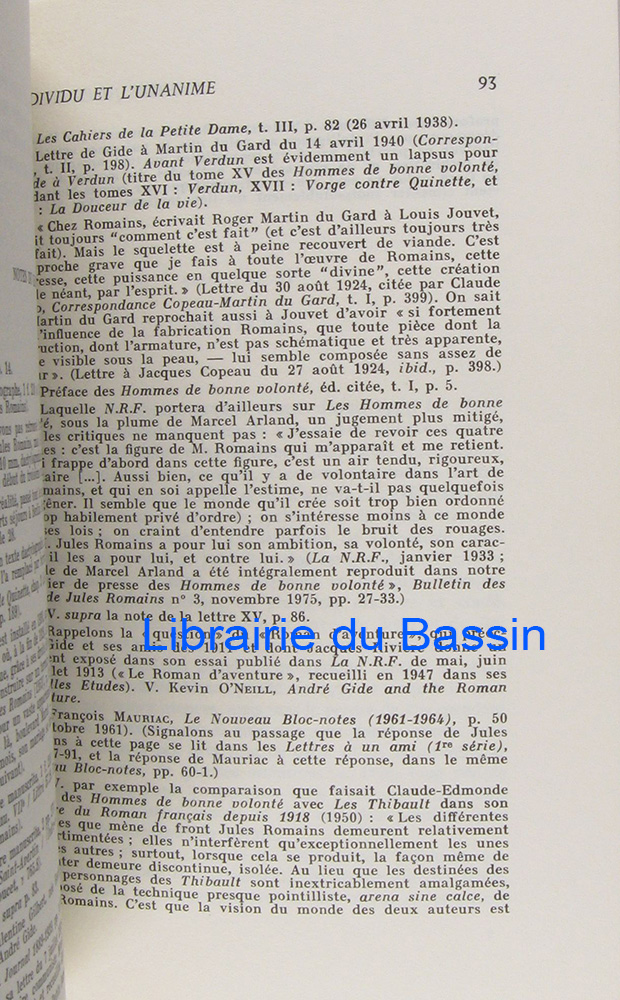 DIVIDU ET L'UNANIME 93
Les Cahiers de la Petite Dame, t. III, p. 82 (26 avril 1938).
Lettre de Gide à Martin du Gard du 14 avril 1940 (Correspon-
, t. II, p. 198). Avant Verdun est évidemment un lapsus pour
de à Verdun (titre du tome XV des Hommes de bonne volonté,
dant les tomes XVI : Verdun, XVII : Vorge contre Quinette, et
: La Douceur de la vie).
« Chez Romains, écrivait Roger Martin du Gard à Louis Jouvet,
it toujours "comment c'est fait" (et c'est d'ailleurs toujours très
fait). Mais le squelette est à peine recouvert de viande. C'est
proche grave que je fais à toute l'œuvre de Romains, cette
resse, cette puissance en quelque sorte "divine", cette création
le néant, par l'esprit. » (Lettre du 30 août 1924, citée par Claude
, Correspondance Copeau-Martin du Gard, t. I, p. 399). On sait
artin du Gard reprochait aussi à Jouvet d'avoir « si fortement
l'influence de la fabrication Romains, que toute pièce dont la
ruction, dont l'armature, n'est pas schématique et très apparente,
e visible sous la peau, — lui semble composée sans assez de
ur ». (Lettre à Jacques Copeau du 27 août 1924, ibid., p. 398.)
Préface des Hommes de bonne volonté, éd. citée, t. I, p. 5.
Laquelle N.R.F. portera d'ailleurs sur Les Hommes de bonne
té, sous la plume de Marcel Arland, un jugement plus mitigé,
les critiques ne manquent pas : « J'essaie de revoir ces quatre
es : c'est la figure de M. Romains qui m'apparaît et me retient.
i frappe d'abord dans cette figure, c'est un air tendu, rigoureux,
aire [...]. Aussi bien, ce qu'il y a de volontaire dans l'art de
mains, et qui en soi appelle l'estime, ne va-t-il pas quelquefois
gêner. Il semble que le monde qu'il crée soit trop bien ordonné
op habilement privé d'ordre) ; on s'intéresse moins à ce monde
ses lois ; on craint d'entendre parfois le bruit des rouages.
. Jules Romains a pour lui son ambition, sa volonté, son carac-
il les a pour lui, et contre lui. » (La N.R.F., janvier 1933 ;
le de Marcel Arland a été intégralement reproduit dans notre
ier de presse des Hommes de bonne volonté », Bulletin des
de Jules Romains n° 3, novembre 1975, pp. 27-33.)
V. supra la note de la lettre XV, p. 86.
Rappelons la « question » du « Roman d'aventure »
Librairie du Bassin
Gide et ses amis dont Jacques Rivière
nt exposé dans son essai publié dans La N.R.F. de mai, juin
let 1913 (« Le Roman d'aventure », recueilli en 1947 dans ses
lles Etudes). V. Kevin O'NEILL, André Gide and the Roman
ture.
François MAURIAC, Le Nouveau Bloc-notes (1961-1964), p. 50
tobre 1961). (Signalons au passage que la réponse de Jules
ns à cette page se lit dans les Lettres à un ami (1re série),
7-91, et la réponse de Mauriac à cette réponse, dans le même
au Bloc-notes, pp. 60-1.)
V. par exemple la comparaison que faisait Claude-Edmonde
des Hommes de bonne volonté avec Les Thibault dans son
e du Roman français depuis 1918 (1950) : « Les différentes
es que mène de front Jules Romains demeurent relativement
rtimentées ; elles n'interfèrent qu'exceptionnellement les unes
s autres ; surtout, lorsque cela se produit, la façon même de
ter demeure discontinue, isolée. Au lieu que les destinées des
personnages des Thibault sont inextricablement amalgamées,
posé de la technique presque pointilliste, arena sine calce, de
Romains. C'est que la vision du monde des deux auteurs est